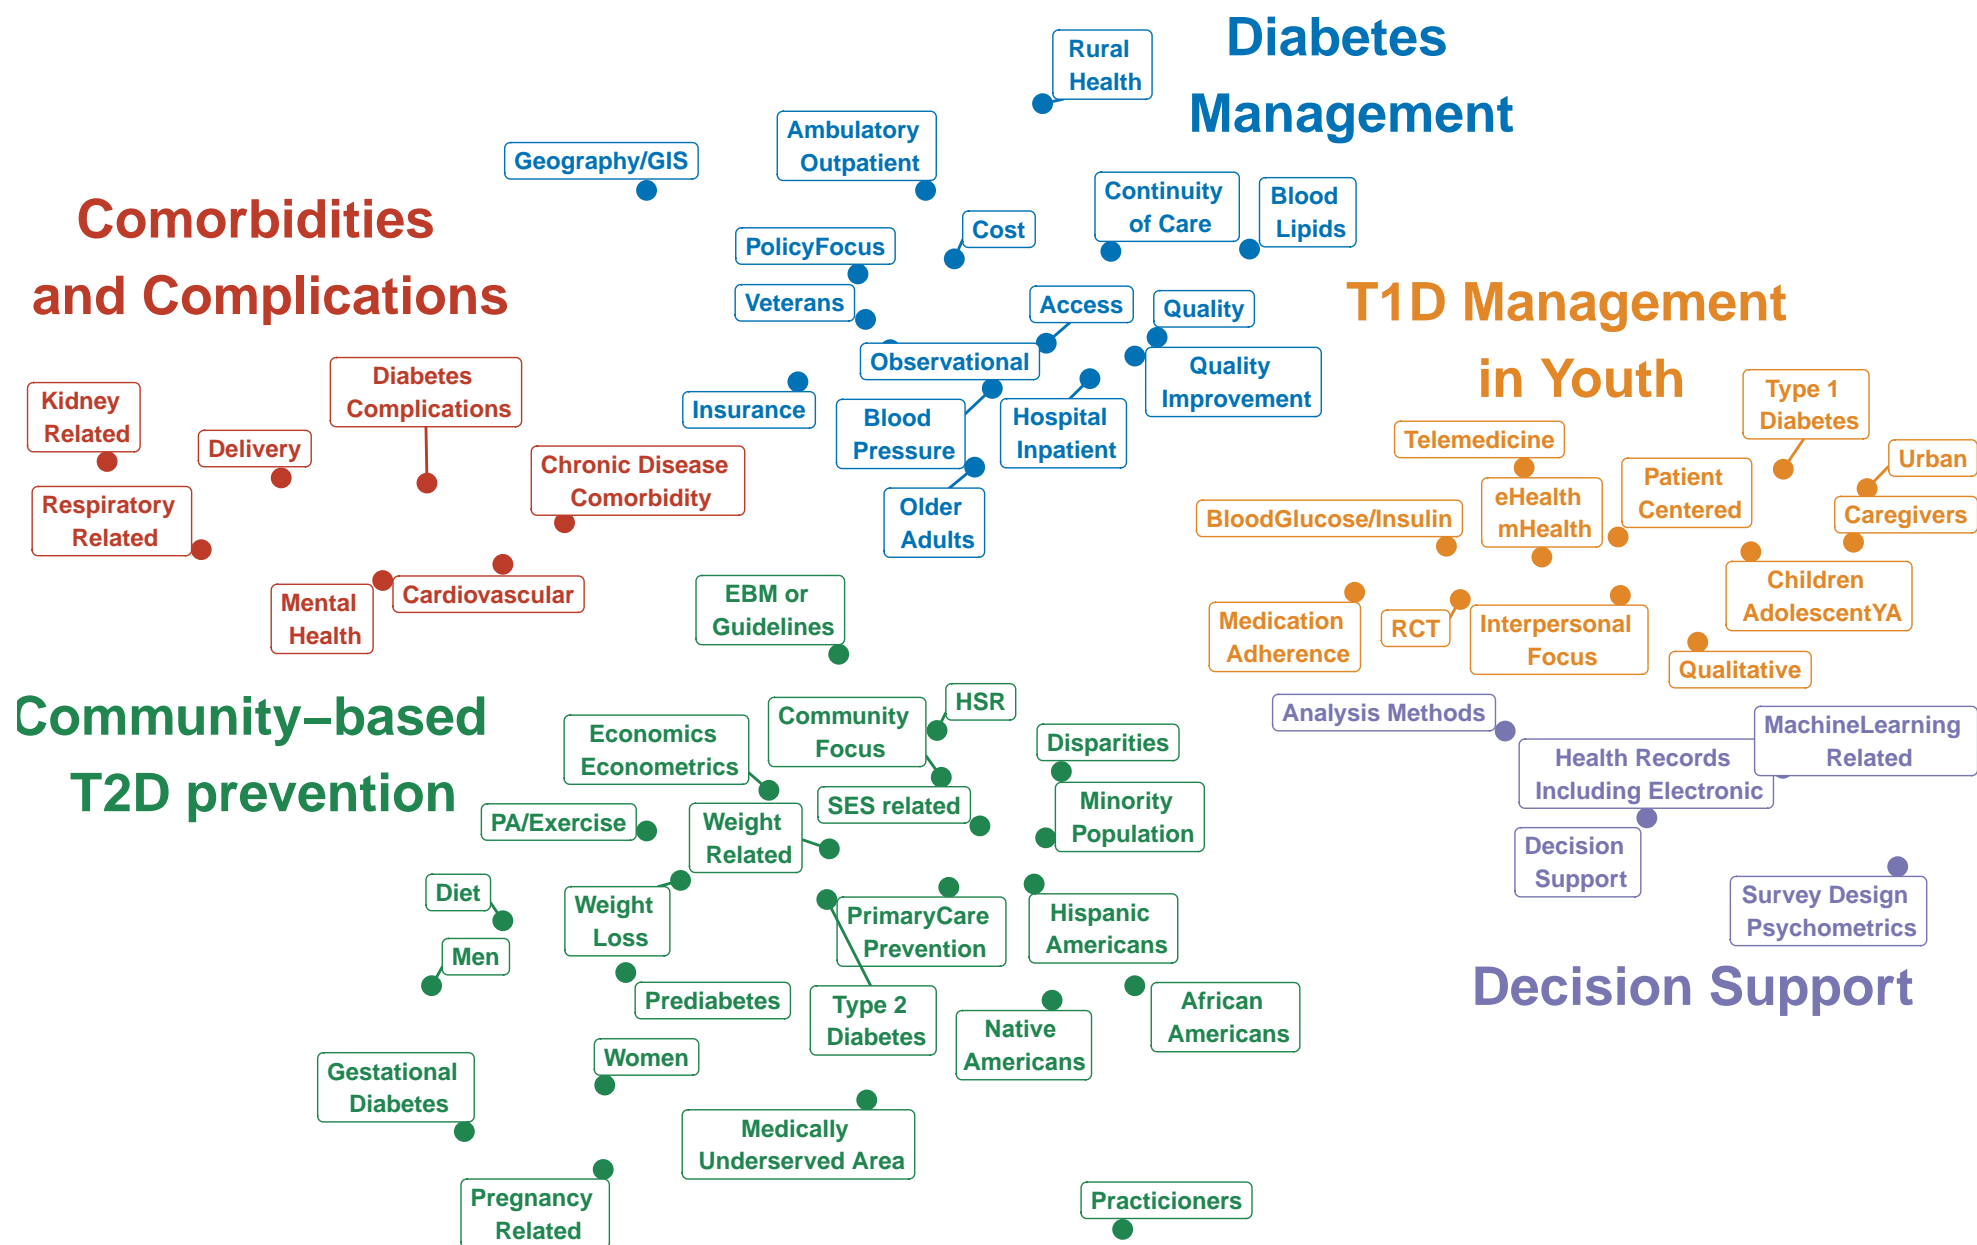 Diabetes
Management
Rural
Health
Ambulatory
Outpatient
Geography/GIS
Continuity
of Care
Blood
Lipids
Cost
PolicyFocus
Veterans
Access
Quality
Observational
Quality
Improvement
Insurance
Blood
Pressure
Hospital
Inpatient
Older
Adults
Comorbidities
and Complications
Diabetes
Complications
Kidney
Related
Delivery
Chronic Disease
Comorbidity
Respiratory
Related
Mental
Health
Cardiovascular
T1D Management
in Youth
Type 1
Diabetes
Telemedicine
Urban
Patient
Centered
eHealth
mHealth
BloodGlucose/Insulin
Caregivers
Children
AdolescentYA
Medication
Adherence
RCT
Interpersonal
Focus
Qualitative
Community–based
T2D prevention
EBM or
Guidelines
HSR
Community
Focus
Economics
Econometrics
Disparities
SES related
PA/Exercise
Weight
Related
Minority
Population
Diet
Weight
Loss
PrimaryCare
Prevention
Hispanic
Americans
Men
Prediabetes
Type 2
Diabetes
Native
Americans
African
Americans
Women
Gestational
Diabetes
Medically
Underserved Area
Pregnancy
Related
Practicioners
Analysis Methods
MachineLearning
Related
Health Records
Including Electronic
Decision
Support
Survey Design
Psychometrics
Decision Support